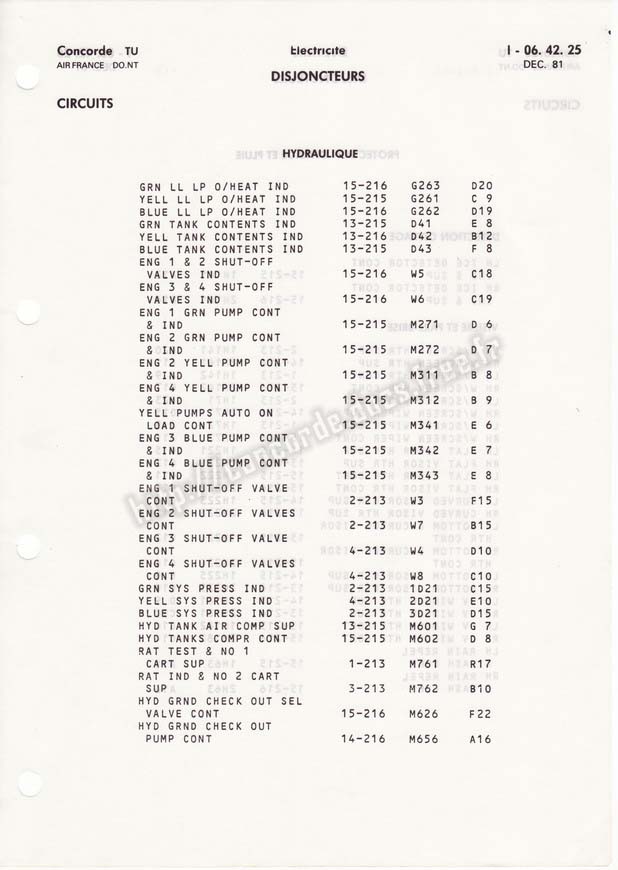 Concorde TU Electricite I - 06. 42. 25
AIR FRANCE DO.NT DEC. 81
DISJONCTEURS
CIRCUITS
HYDRAULIQUE
GRN LL LP O/HEAT IND 15-216 G263 D20
YELL LL LP O/HEAT IND 15-215 G261 C 9
BLUE LL LP O/HEAT IND 15-216 G262 D19
GRN TANK CONTENTS IND 13-215 D41 E 8
YELL TANK CONTENTS IND 13-216 D42 B12
BLUE TANK CONTENTS IND 13-215 D43 F 8
ENG 1 & 2 SHUT-OFF
VALVES IND 15-216 W5 C18
ENG 3 & 4 SHUT-OFF
VALVES IND 15-216 W6 C19
ENG 1 GRN PUMP CONT
& IND 15-215 M271 D 6
ENG 2 GRN PUMP CONT
& IND 15-215 M272 D 7
ENG 2 YELL PUMP CONT
& IND 15-215 M311 B 8
ENG 4 YELL PUMP CONT
& IND 15-215 M312 B 9
YELL PUMPS AUTO ON
LOAD CONT 15-215 M341 E 6
ENG 3 BLUE PUMP CONT
& IND 15-215 M342 E 7
ENG 4 BLUE PUMP CONT
& IND 15-215 M343 E 8
ENG 1 SHUT-OFF VALVE
CONT 2-213 W3 F15
ENG 2 SHUT-OFF VALVES
CONT 2-213 W7 B15
ENG 3 SHUT-OFF VALVE
CONT 4-213 W4 D10
ENG 4 SHUT-OFF VALVES
CONT 4-213 W8 C10
GRN SYS PRESS IND 2-213 1D21 C15
YELL SYS PRESS IND 4-213 2D21 E10
BLUE SYS PRESS IND 2-213 3D21 D15
HYD TANK AIR COMP SUP 13-215 M601 G 7
HYD TANKS COMPR CONT 15-215 M602 D 8
RAT TEST & NO 1
CART SUP 1-213 M761 R17
RAT IND & NO 2 CART
SUP 3-213 M762 B10
HYD GRND CHECK OUT SEL
VALVE CONT 15-216 M626 F22
HYD GRND CHECK OUT
PUMP CONT 14-216 M656 A16